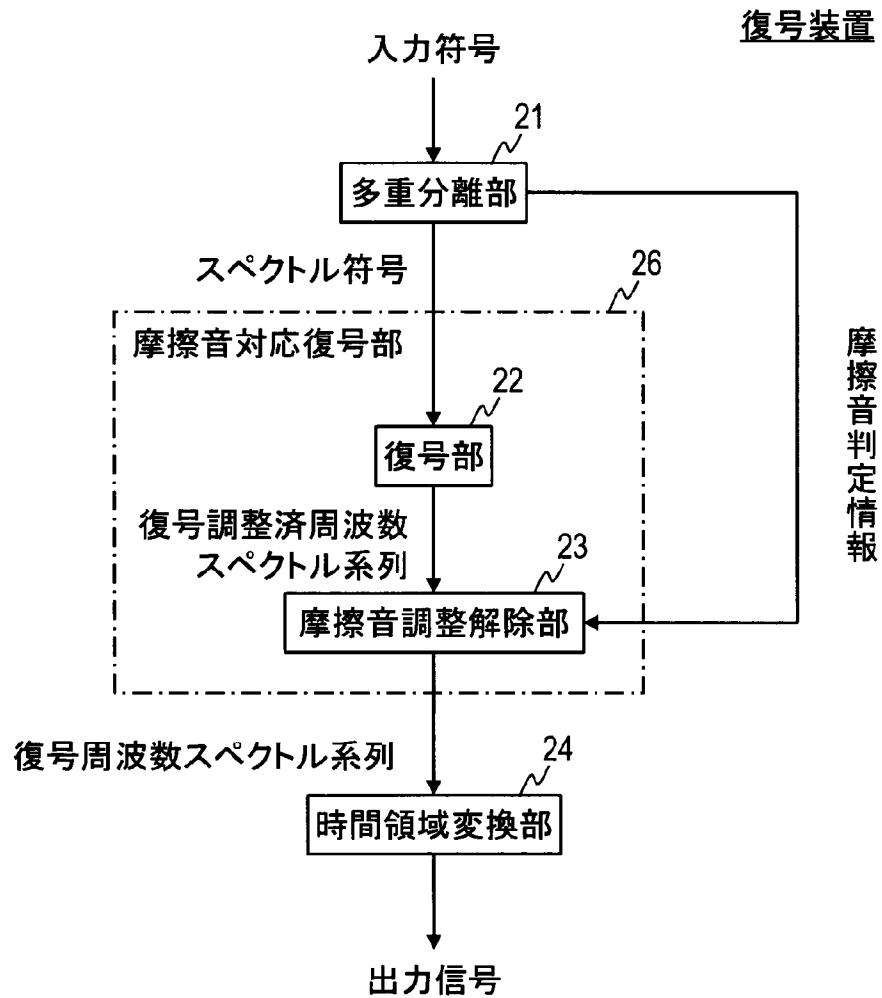 復号装置
入力符号
21
多重分離部
スペクトル符号
26
摩擦音対応復号部
22
復号部
摩擦音判定情報
復号調整済周波数
スペクトル系列
23
摩擦音調整解除部
復号周波数スペクトル系列
24
時間領域変換部
出力信号